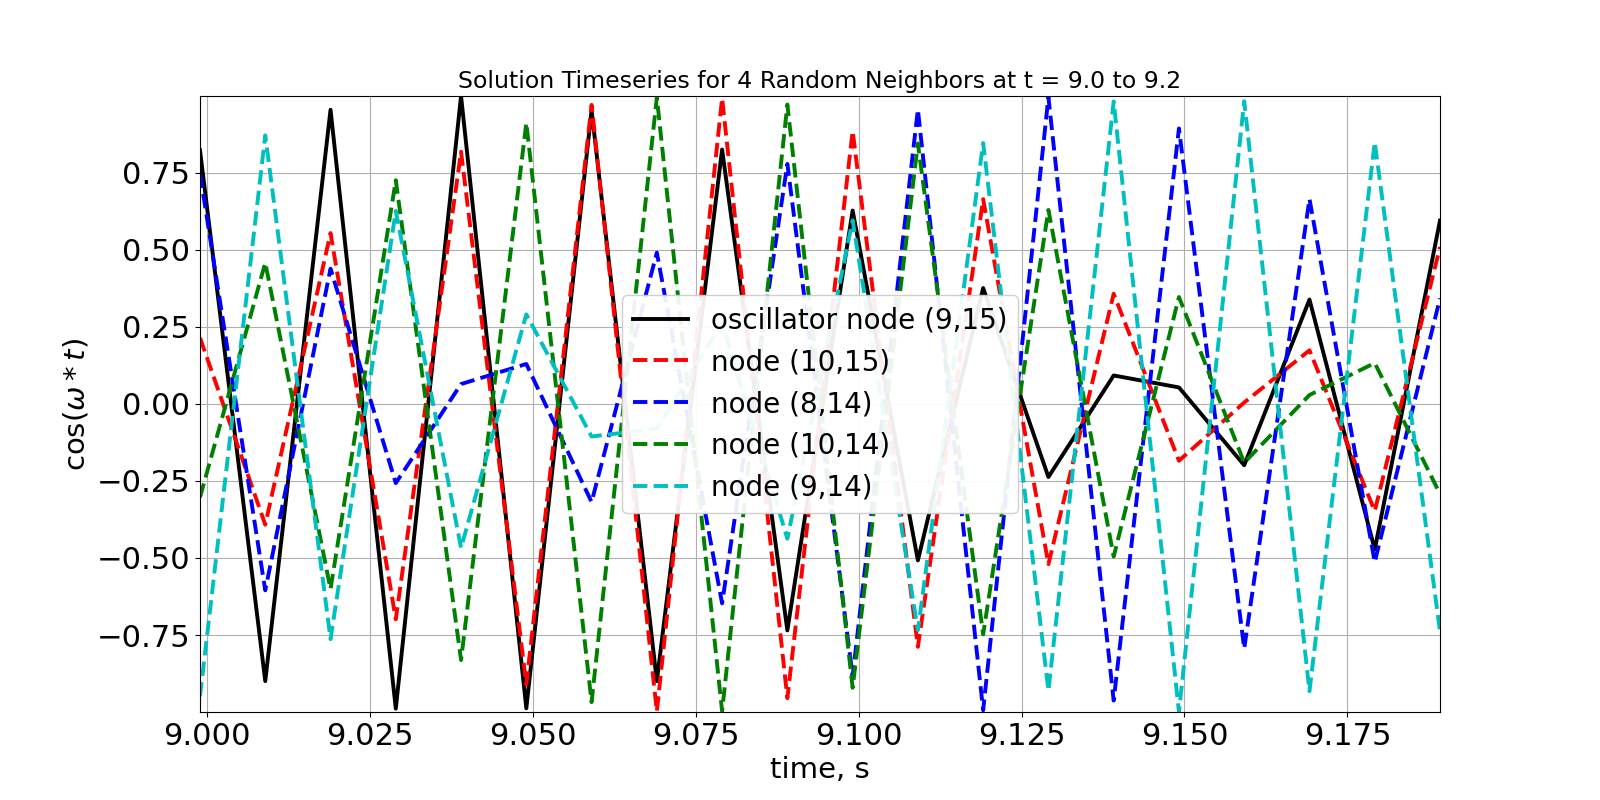 Solution Timeseries for 4 Random Neighbors at t = 9.0 to 9.2
0.75
0.50
0.25
0.00
−0.25
−0.50
−0.75
cos(ω * t)
oscillator node (9,15)
node (10,15)
node (8,14)
node (10,14)
node (9,14)
9.000 9.025 9.050 9.075 9.100 9.125 9.150 9.175
time, s